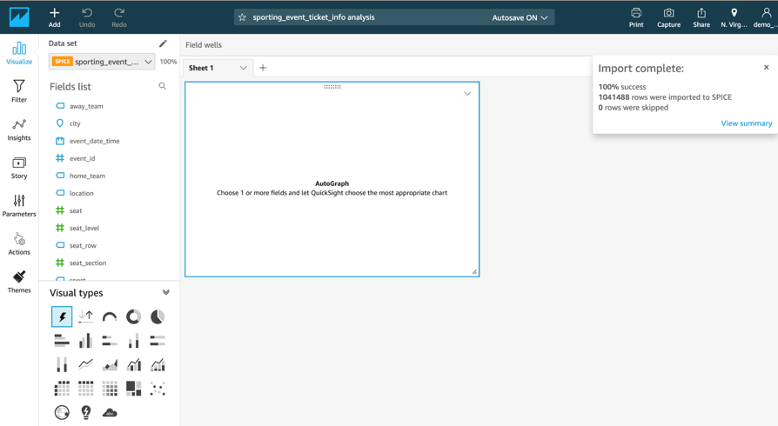 Add
Undo
Redo
sporting_event_ticket_info analysis
Autosave ON
Print
Capture
Share
N. Virg...
demo_...
Visualize
Filter
Insights
Story
Parameters
Actions
Themes
Data set
SPICE sporting_event_...
100%
Fields list
away_team
city
event_date_time
event_id
home_team
location
seat
seat_level
seat_row
seat_section
sport
Visual types
Field wells
Sheet 1
AutoGraph
Choose 1 or more fields and let QuickSight choose the most appropriate chart
Import complete:
100% success
1041488 rows were imported to SPICE
0 rows were skipped
View summary